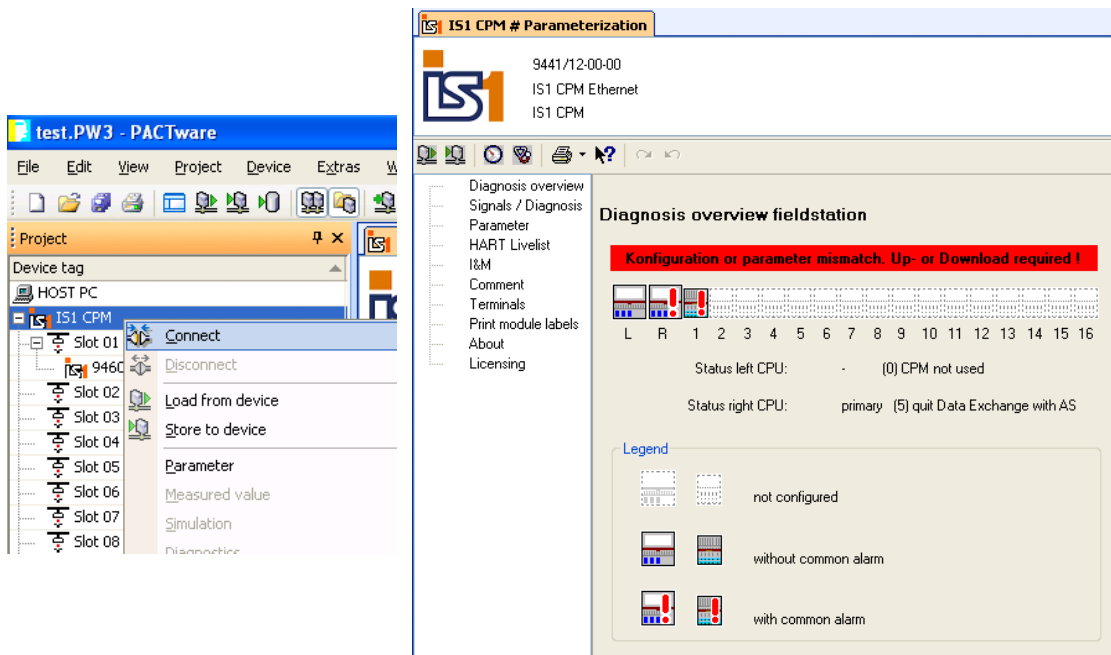 test.PW3 - PACTware
File Edit View Project Device Extras W
Project
Device tag
HOST PC
IS1 CPM
Slot 01
9460
Slot 02
Slot 03
Slot 04
Slot 05
Slot 06
Slot 07
Slot 08
Connect
Disconnect
Load from device
Store to device
Parameter
Measured value
Simulation
Diagnostics
IS1 CPM # Parameterization
IS1
9441/12-00-00
IS1 CPM Ethernet
IS1 CPM
Diagnosis overview
Signals / Diagnosis
Parameter
HART Livelist
I&M
Comment
Terminals
Print module labels
About
Licensing
Diagnosis overview fieldstation
Konfiguration or parameter mismatch. Up- or Download required !
L R 1 2 3 4 5 6 7 8 9 10 11 12 13 14 15 16
Status left CPU: - (0) CPM not used
Status right CPU: primary (5) quit Data Exchange with AS
Legend
not configured
without common alarm
with common alarm